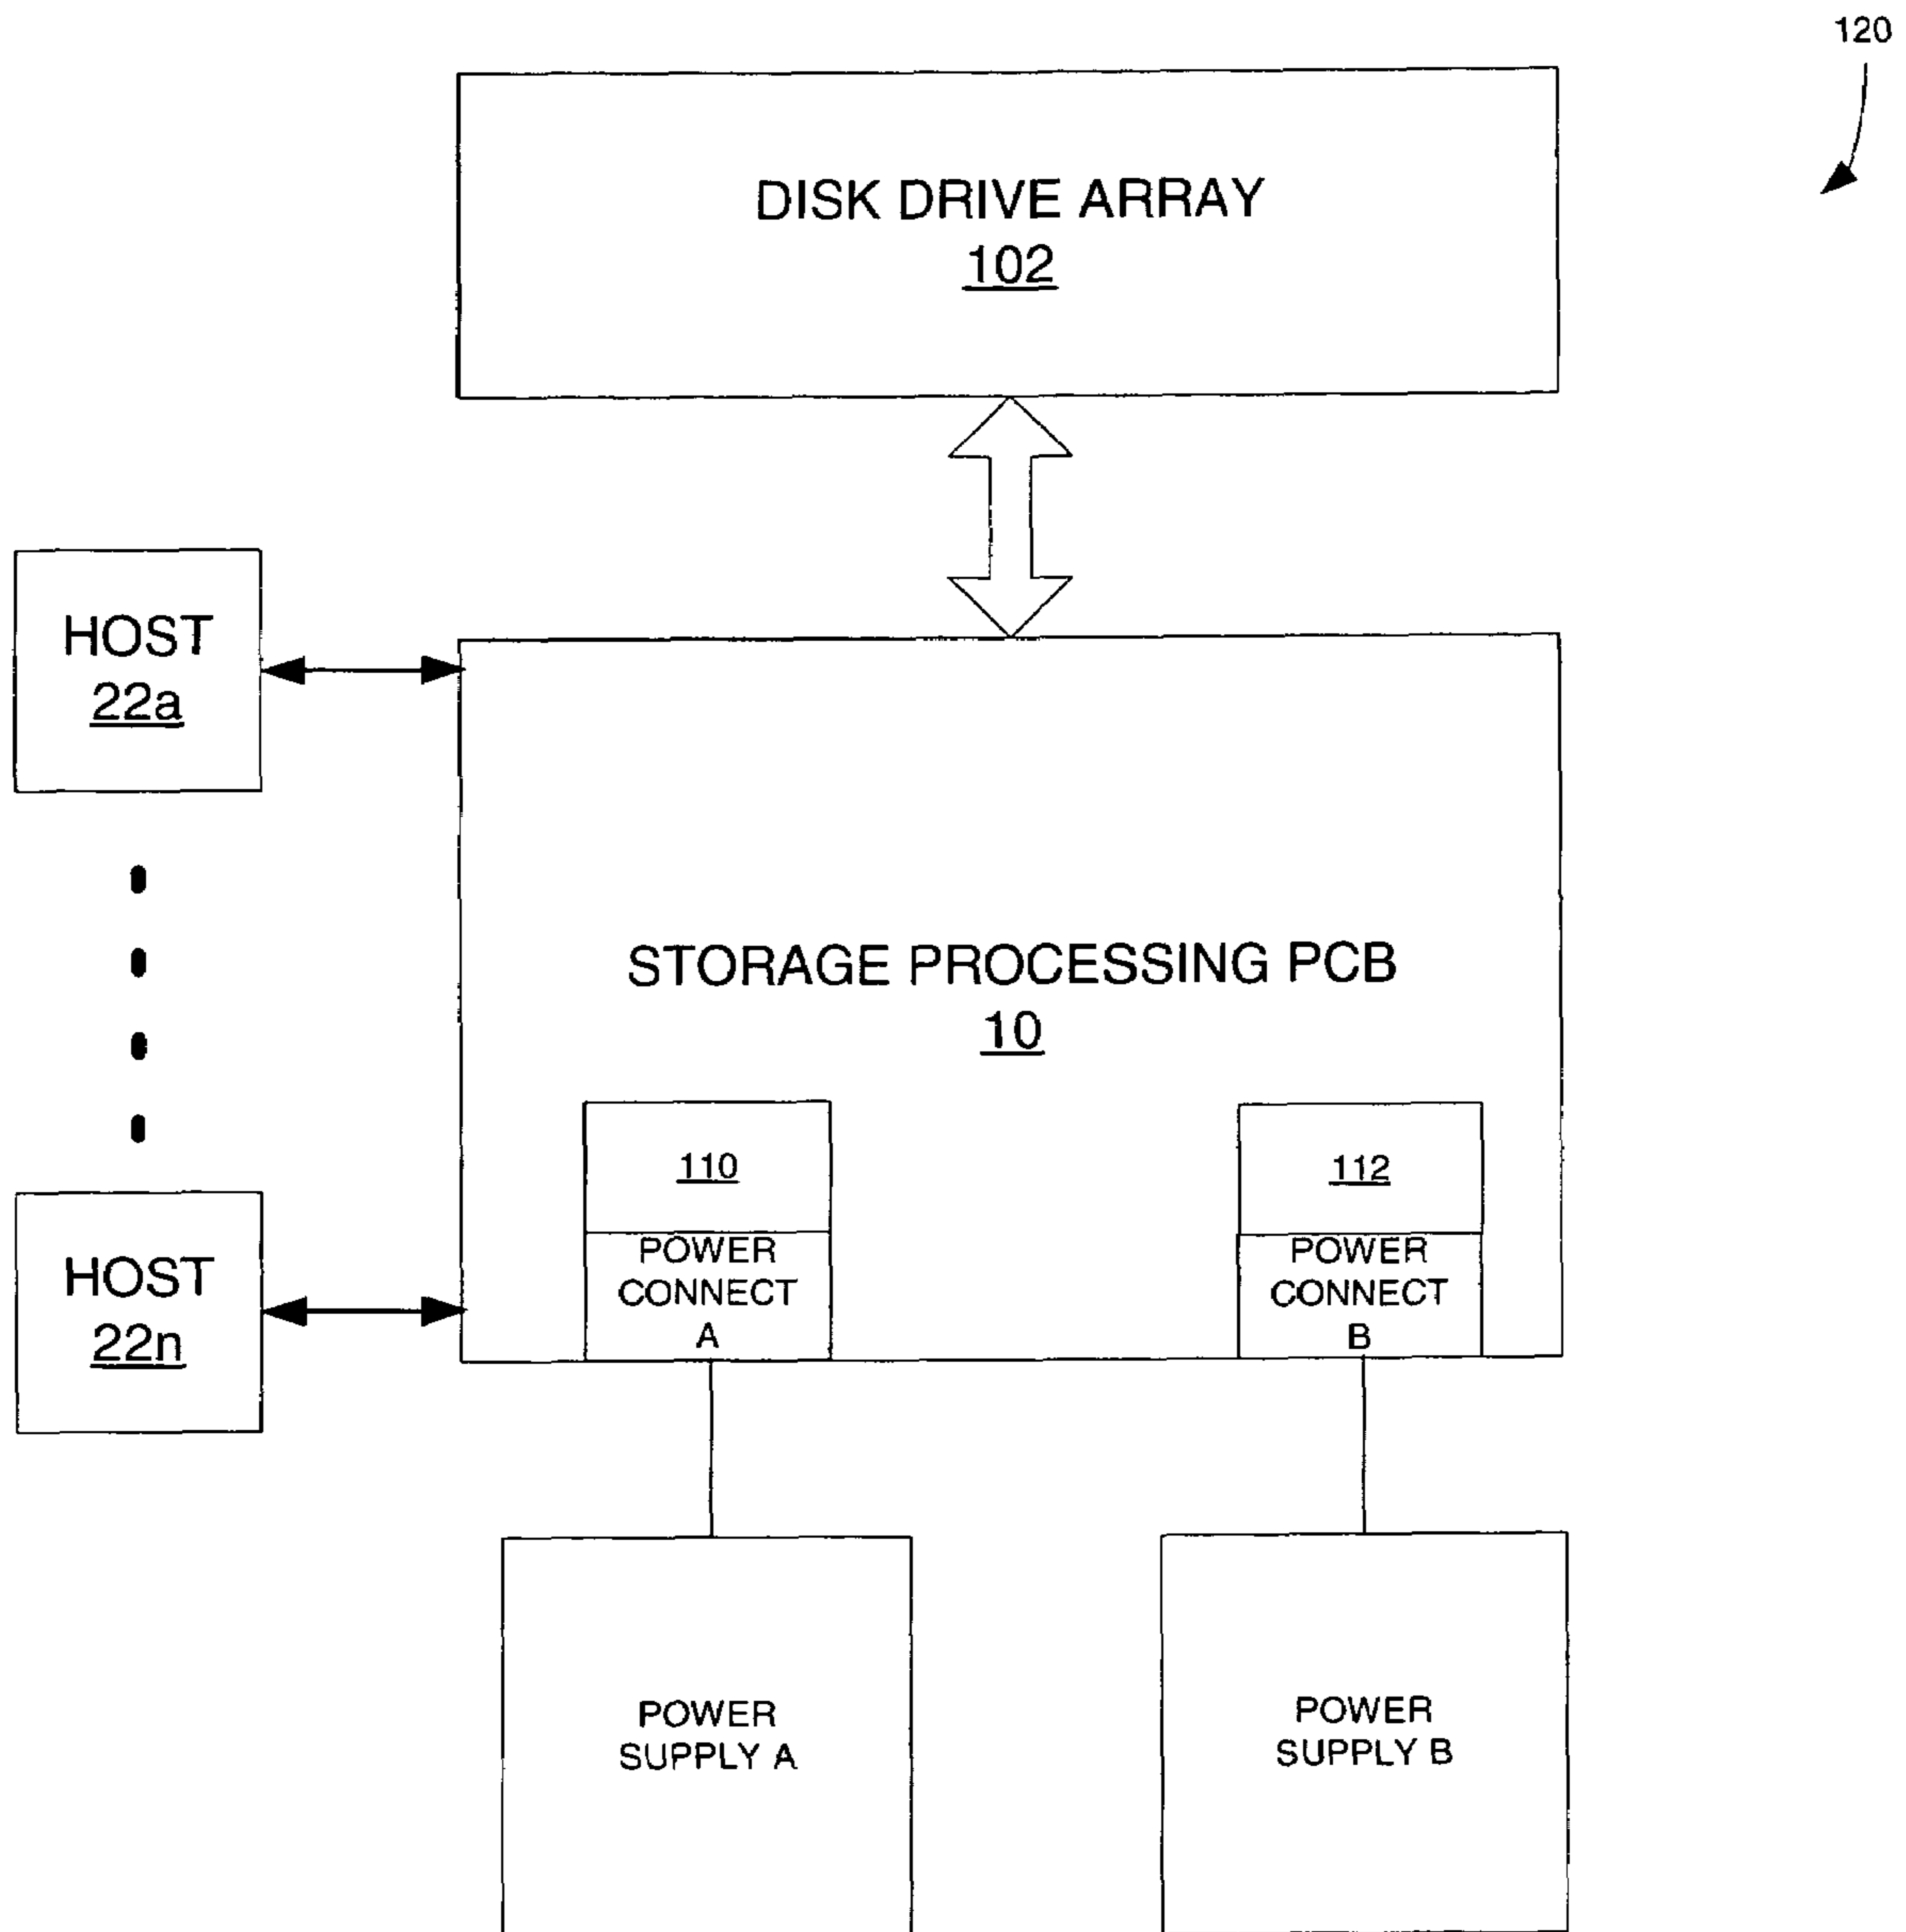 120
DISK DRIVE ARRAY
102
HOST
22a
STORAGE PROCESSING PCB
10
110
112
POWER
CONNECT
A
POWER
CONNECT
B
HOST
22n
POWER
SUPPLY A
POWER
SUPPLY B